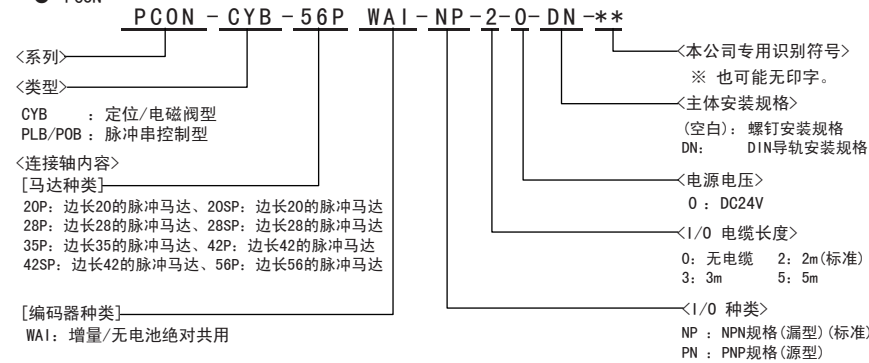 PCON-CYB-56P WAI-NP-2-0-DN-**
<系列>
<类型>
CYB : 定位/电磁阀型
PLB/POB : 脉冲串控制型
<连接轴内容>
[马达种类]
20P: 边长20的脉冲马达、20SP: 边长20的脉冲马达
28P: 边长28的脉冲马达、28SP: 边长28的脉冲马达
35P: 边长35的脉冲马达、42P: 边长42的脉冲马达
42SP: 边长42的脉冲马达、56P: 边长56的脉冲马达
[编码器种类]
WAI: 增量/无电池绝对共用
<本公司专用识别符号>
※ 也可能无印字。
<主体安装规格>
(空白): 螺钉安装规格
DN: DIN导轨安装规格
<电源电压>
0 : DC24V
<I/O 电缆长度>
0: 无电缆 2: 2m(标准)
3: 3m 5: 5m
<I/O 种类>
NP : NPN规格(漏型)(标准)
PN : PNP规格(源型)